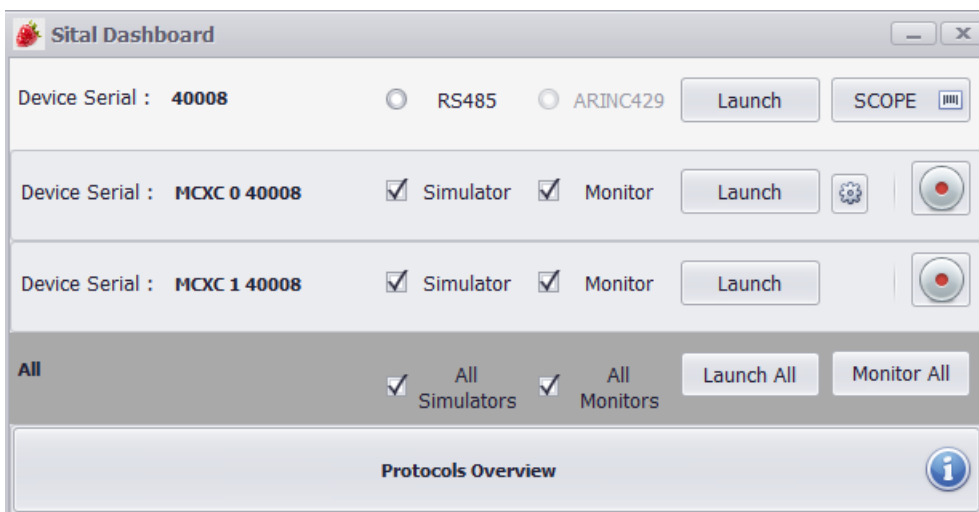 Sital Dashboard
Device Serial : 40008 RS485 ARINC429 Launch SCOPE
Device Serial : MCXC 0 40008 Simulator Monitor Launch
Device Serial : MCXC 1 40008 Simulator Monitor Launch
All All Simulators All Monitors Launch All Monitor All
Protocols Overview